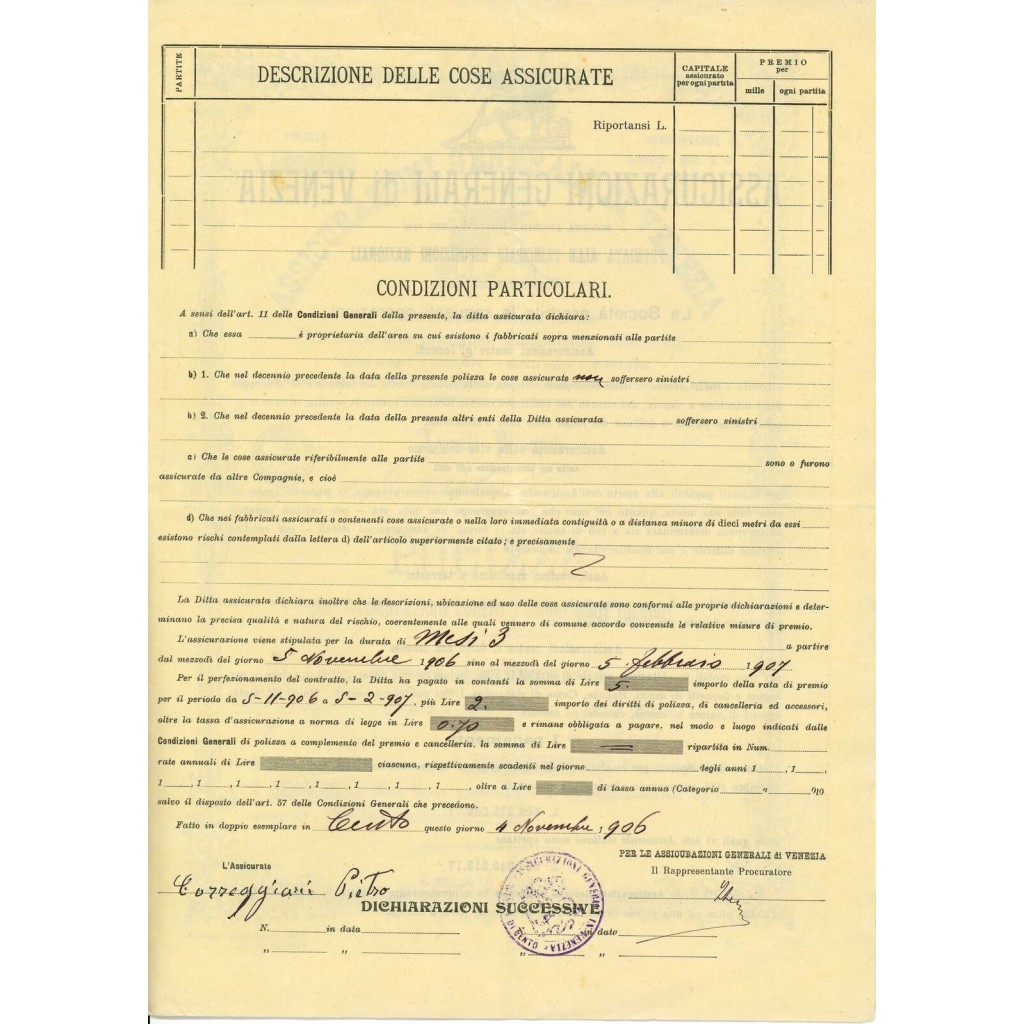 PARTITE
DESCRIZIONE DELLE COSE ASSICURATE
CAPITALE
assicurato
per ogni partita
PREMIO
per
mille
ogni partita
Riportansi L.
ASSICURAZIONI GENERALI di VENEZIA
PREMIATA ALLE PRINCIPALI ESPOSIZIONI NAZIONALI
La Società
CONDIZIONI PARTICOLARI.
A sensi dell'art. 11 delle Condizioni Generali della presente, la ditta assicurata dichiara:
a) Che essa è proprietaria dell'area su cui esistono i fabbricati sopra menzionati alle partite
b) 1. Che nel decennio precedente la data della presente polizza le cose assicurate non soffersero sinistri
b) 2. Che nel decennio precedente la data della presente altri enti della Ditta assicurata soffersero sinistri
c) Che le cose assicurate riferibilmente alle partite sono o furono
assicurate da altre Compagnie, e cioè
d) Che nei fabbricati assicurati o contenenti cose assicurate o nella loro immediata contiguità o a distanza minore di dieci metri da essi
esistono rischi contemplati dalla lettera d) dell'articolo superiormente citato; e precisamente
La Ditta assicurata dichiara inoltre che le descrizioni, ubicazione ed uso delle cose assicurate sono conformi alle proprie dichiarazioni e deter-
minano la precisa qualità e natura del rischio, coerentemente alle quali vennero di comune accordo convenute le relative misure di premio.
L'assicurazione viene stipulata per la durata di Mesi 3 a partire
dal mezzodì del giorno 5 Novembre 1906 sino al mezzodì del giorno 5 febbraio 1907
Per il perfezionamento del contratto, la Ditta ha pagato in contanti la somma di Lire 5. importo della rata di premio
per il periodo da 5-11-906 a 5-2-907, più Lire 2. importo dei diritti di polizza, di cancelleria ed accessori,
oltre la tassa d'assicurazione a norma di legge in Lire 0.70 e rimane obbligata a pagare, nel modo e luogo indicati dalle
Condizioni Generali di polizza a complemento del premio e cancelleria, la somma di Lire = ripartita in Num.
rate annuali di Lire ciascuna, rispettivamente scadenti nel giorno degli anni 1 , 1 ,
1 , 1 , 1 , 1 , 1 , 1 , 1 , 1 , oltre a Lire di tassa annua (Categoria a 0|0
salvo il disposto dell'art. 57 delle Condizioni Generali che precedono.
Fatto in doppio esemplare in Cento questo giorno 4 Novembre 1906
PER LE ASSICURAZIONI GENERALI di VENEZIA
L'Assicurato
Il Rappresentante Procuratore
Correggiari Pietro
DICHIARAZIONI SUCCESSIVE
N. in data in dato
" " " "